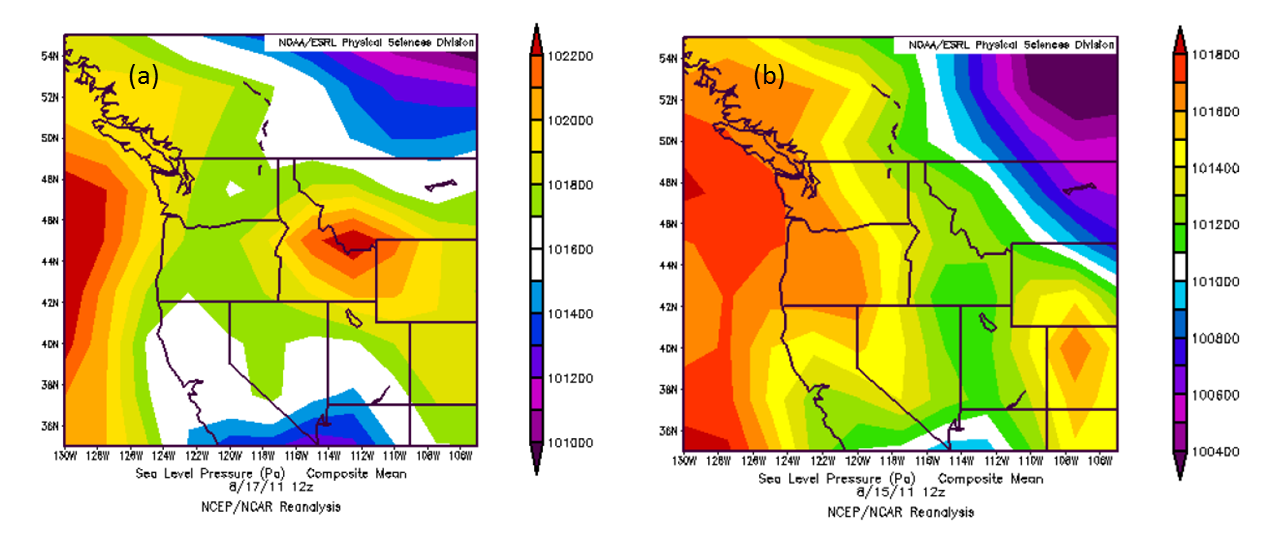 (a)
NOAA/ESRL Physical Sciences Division
54N
52N
50N
48N
46N
44N
42N
40N
38N
36N
130W 128W 126W 124W 122W 120W 118W 116W 114W 112W 110W 108W 106W
Sea Level Pressure (Pa) Composite Mean
8/17/11 12z
NCEP/NCAR Reanalysis
102200
102000
101800
101600
101400
101200
101000
(b)
NOAA/ESRL Physical Sciences Division
54N
52N
50N
48N
46N
44N
42N
40N
38N
36N
130W 128W 126W 124W 122W 120W 118W 116W 114W 112W 110W 108W 106W
Sea Level Pressure (Pa) Composite Mean
8/15/11 12z
NCEP/NCAR Reanalysis
101800
101600
101400
101200
101000
100800
100600
100400